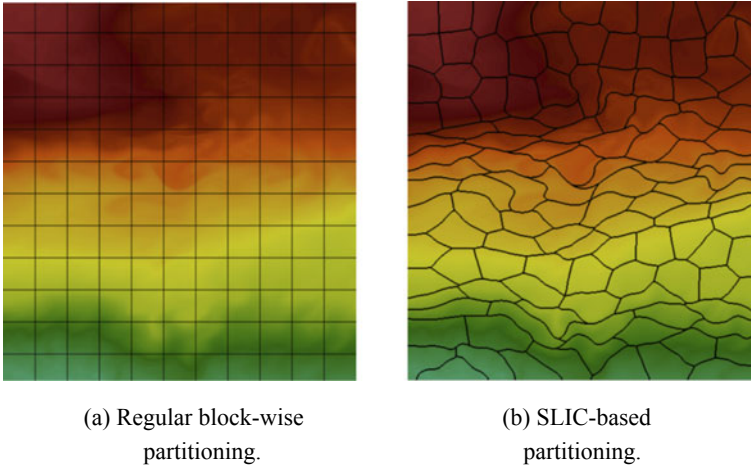 (a) Regular block-wise
partitioning.
(b) SLIC-based
partitioning.